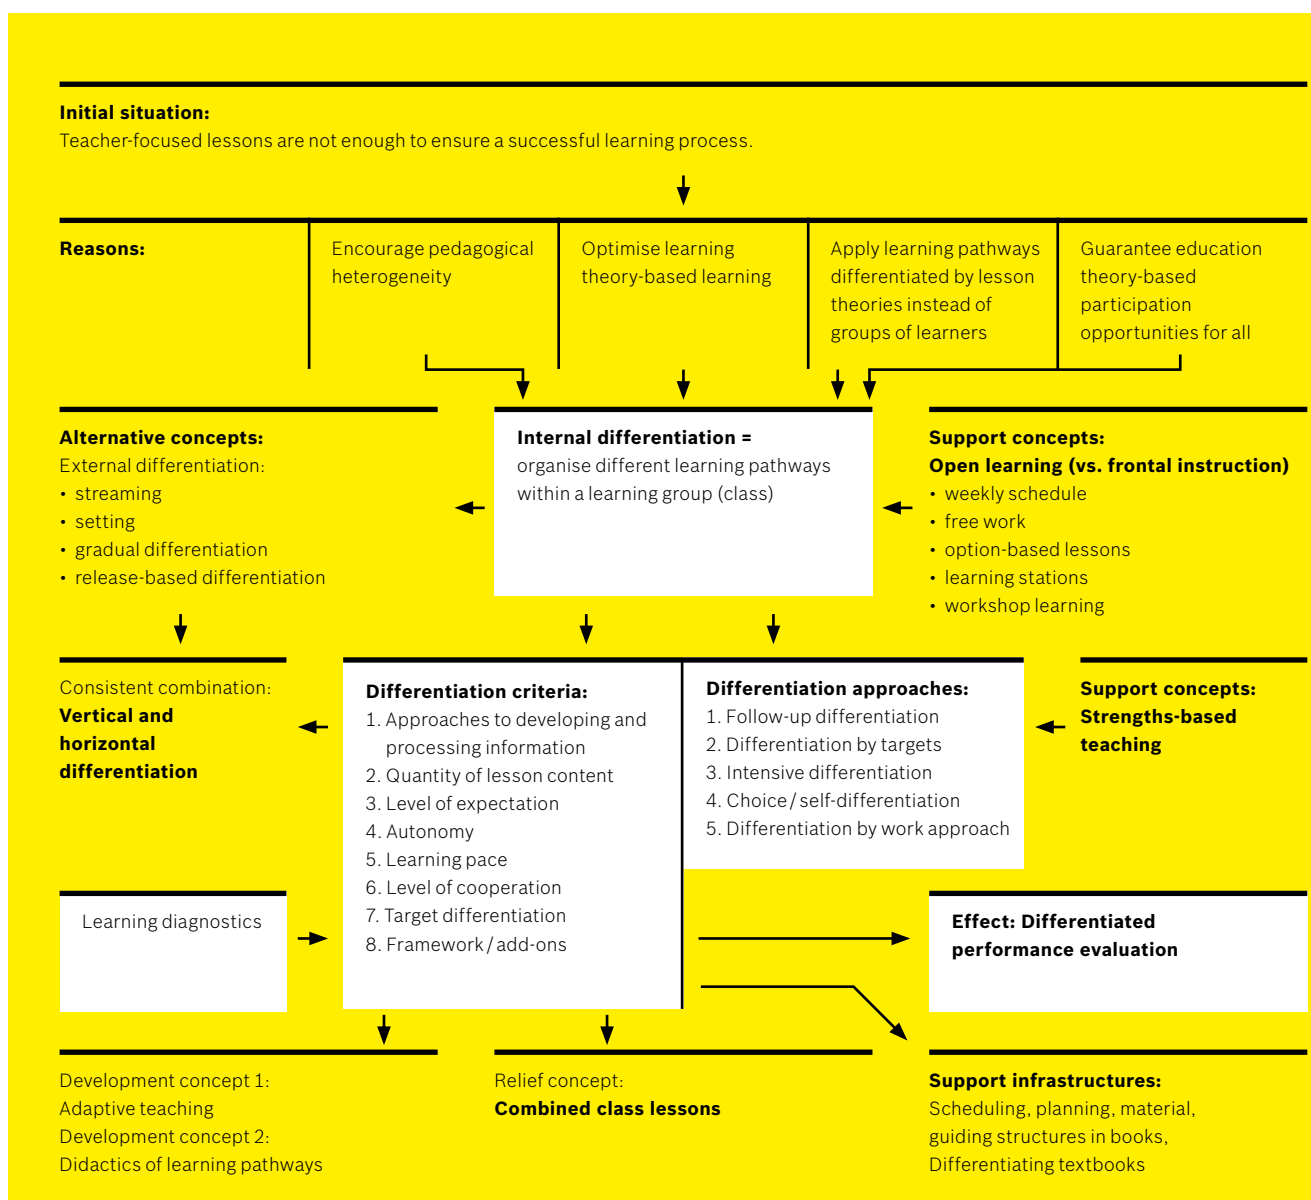 Initial situation:
Teacher-focused lessons are not enough to ensure a successful learning process.
Reasons:
Encourage pedagogical
heterogeneity
Optimise learning
theory-based learning
Apply learning pathways
differentiated by lesson
theories instead of
groups of learners
Guarantee education
theory-based
participation
opportunities for all
Alternative concepts:
External differentiation:
• streaming
• setting
• gradual differentiation
• release-based differentiation
Internal differentiation =
organise different learning pathways
within a learning group (class)
Support concepts:
Open learning (vs. frontal instruction)
• weekly schedule
• free work
• option-based lessons
• learning stations
• workshop learning
Consistent combination:
Vertical and
horizontal
differentiation
Differentiation criteria:
1. Approaches to developing and
processing information
2. Quantity of lesson content
3. Level of expectation
4. Autonomy
5. Learning pace
6. Level of cooperation
7. Target differentiation
8. Framework / add-ons
Differentiation approaches:
1. Follow-up differentiation
2. Differentiation by targets
3. Intensive differentiation
4. Choice / self-differentiation
5. Differentiation by work approach
Support concepts:
Strengths-based
teaching
Learning diagnostics
Effect: Differentiated
performance evaluation
Development concept 1:
Adaptive teaching
Development concept 2:
Didactics of learning pathways
Relief concept:
Combined class lessons
Support infrastructures:
Scheduling, planning, material,
guiding structures in books,
Differentiating textbooks